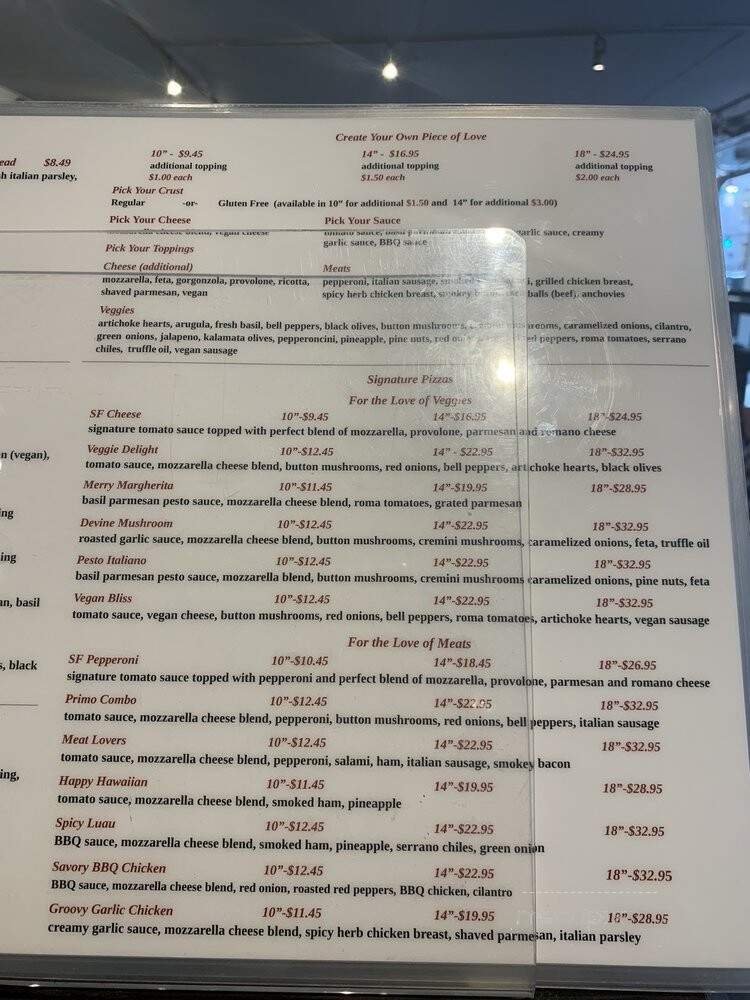 Create Your Own Piece of Love
ead $8.49
h italian parsley,
10” - $9.45 14” - $16.95 18” - $24.95
additional topping additional topping additional topping
$1.00 each $1.50 each $2.00 each
Pick Your Crust
Regular -or- Gluten Free (available in 10” for additional $1.50 and 14” for additional $3.00)
Pick Your Cheese Pick Your Sauce
mozzarella cheese blend, vegan cheese tomato sauce, basil garlic sauce, creamy
garlic sauce, BBQ sauce
Pick Your Toppings
Cheese (additional) Meats
mozzarella, feta, gorgonzola, provolone, ricotta, pepperoni, italian sausage, smoked grilled chicken breast,
shaved parmesan, vegan spicy herb chicken breast, smokey balls (beef), anchovies
Veggies
artichoke hearts, arugula, fresh basil, bell peppers, black olives, button mushrooms, mushrooms, caramelized onions, cilantro,
green onions, jalapeno, kalamata olives, pepperoncini, pineapple, pine nuts, red peppers, roma tomatoes, serrano
chiles, truffle oil, vegan sausage
Signature Pizzas
For the Love of Veggies
SF Cheese 10”-$9.45 14”-$16.95 18”-$24.95
signature tomato sauce topped with perfect blend of mozzarella, provolone, parmesan and romano cheese
n (vegan),
Veggie Delight 10”-$12.45 14” - $22.95 18”-$32.95
tomato sauce, mozzarella cheese blend, button mushrooms, red onions, bell peppers, artichoke hearts, black olives
Merry Margherita 10”-$11.45 14”-$19.95 18”-$28.95
basil parmesan pesto sauce, mozzarella cheese blend, roma tomatoes, grated parmesan
ing
Devine Mushroom 10”-$12.45 14”-$22.95 18”-$32.95
roasted garlic sauce, mozzarella cheese blend, button mushrooms, cremini mushrooms, caramelized onions, feta, truffle oil
ing
Pesto Italiano 10”-$12.45 14”-$22.95 18”-$32.95
basil parmesan pesto sauce, mozzarella blend, button mushrooms, cremini mushrooms caramelized onions, pine nuts, feta
an, basil
Vegan Bliss 10”-$12.45 14”-$22.95 18”-$32.95
tomato sauce, vegan cheese, button mushrooms, red onions, bell peppers, roma tomatoes, artichoke hearts, vegan sausage
For the Love of Meats
s, black
SF Pepperoni 10”-$10.45 14”-$18.45 18”-$26.95
signature tomato sauce topped with pepperoni and perfect blend of mozzarella, provolone, parmesan and romano cheese
Primo Combo 10”-$12.45 14”-$22.95 18”-$32.95
tomato sauce, mozzarella cheese blend, pepperoni, button mushrooms, red onions, bell peppers, italian sausage
Meat Lovers 10”-$12.45 14”-$22.95 18”-$32.95
tomato sauce, mozzarella cheese blend, pepperoni, salami, ham, italian sausage, smokey bacon
ing,
Happy Hawaiian 10”-$11.45 14”-$19.95 18”-$28.95
tomato sauce, mozzarella cheese blend, smoked ham, pineapple
Spicy Luau 10”-$12.45 14”-$22.95 18”-$32.95
BBQ sauce, mozzarella cheese blend, smoked ham, pineapple, serrano chiles, green onion
Savory BBQ Chicken 10”-$12.45 14”-$22.95 18”-$32.95
BBQ sauce, mozzarella cheese blend, red onion, roasted red peppers, BBQ chicken, cilantro
Groovy Garlic Chicken 10”-$11.45 14”-$19.95 18”-$28.95
creamy garlic sauce, mozzarella cheese blend, spicy herb chicken breast, shaved parmesan, italian parsley